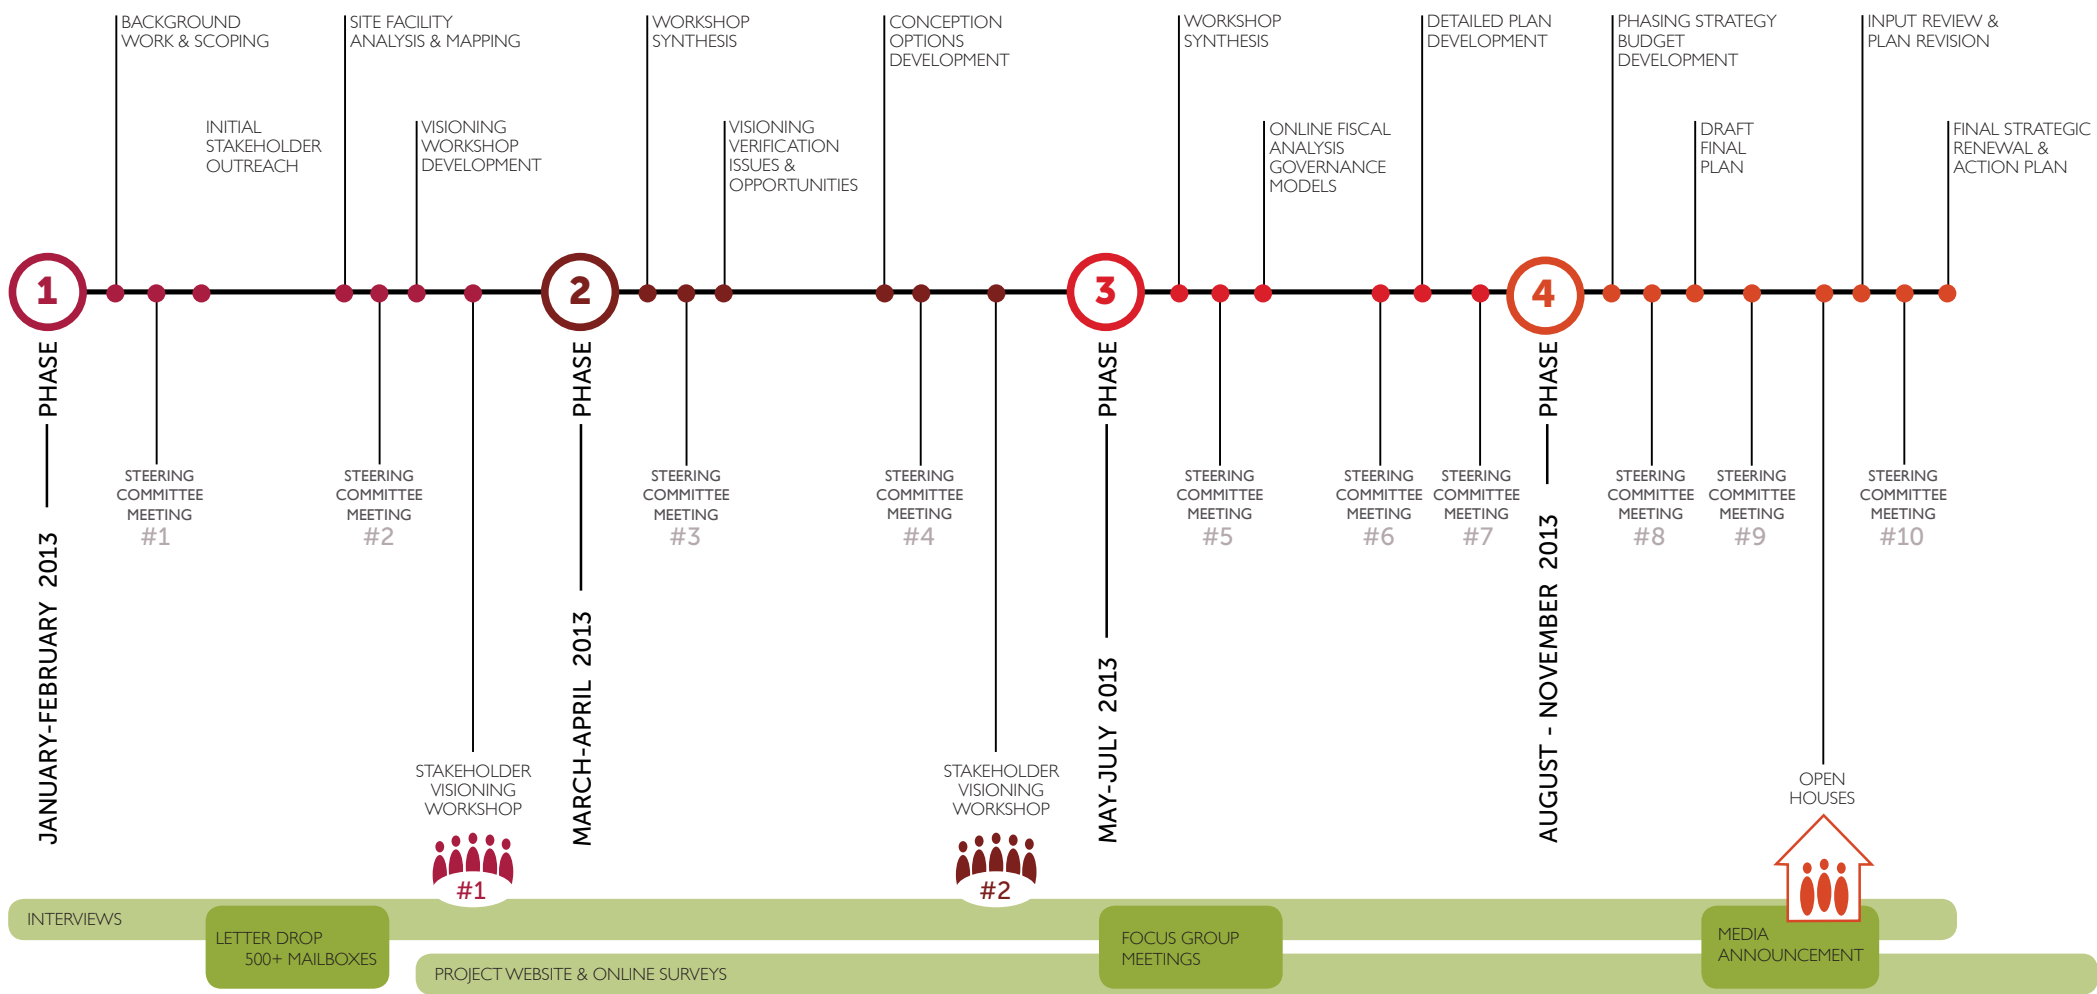 BACKGROUND
WORK & SCOPING
SITE FACILITY
ANALYSIS & MAPPING
WORKSHOP
SYNTHESIS
CONCEPTION
OPTIONS
DEVELOPMENT
WORKSHOP
SYNTHESIS
DETAILED PLAN
DEVELOPMENT
PHASING STRATEGY
BUDGET
DEVELOPMENT
INPUT REVIEW &
PLAN REVISION
INITIAL
STAKEHOLDER
OUTREACH
VISIONING
WORKSHOP
DEVELOPMENT
VISIONING
VERIFICATION
ISSUES &
OPPORTUNITIES
ONLINE FISCAL
ANALYSIS
GOVERNANCE
MODELS
DRAFT
FINAL
PLAN
FINAL STRATEGIC
RENEWAL &
ACTION PLAN
1
2
3
4
PHASE
JANUARY-FEBRUARY 2013
PHASE
MARCH-APRIL 2013
PHASE
MAY-JULY 2013
PHASE
AUGUST - NOVEMBER 2013
STEERING
COMMITTEE
MEETING
#1
STEERING
COMMITTEE
MEETING
#2
STEERING
COMMITTEE
MEETING
#3
STEERING
COMMITTEE
MEETING
#4
STEERING
COMMITTEE
MEETING
#5
STEERING
COMMITTEE
MEETING
#6
STEERING
COMMITTEE
MEETING
#7
STEERING
COMMITTEE
MEETING
#8
STEERING
COMMITTEE
MEETING
#9
STEERING
COMMITTEE
MEETING
#10
STAKEHOLDER
VISIONING
WORKSHOP
#1
STAKEHOLDER
VISIONING
WORKSHOP
#2
OPEN
HOUSES
INTERVIEWS
LETTER DROP
500+ MAILBOXES
FOCUS GROUP
MEETINGS
MEDIA
ANNOUNCEMENT
PROJECT WEBSITE & ONLINE SURVEYS